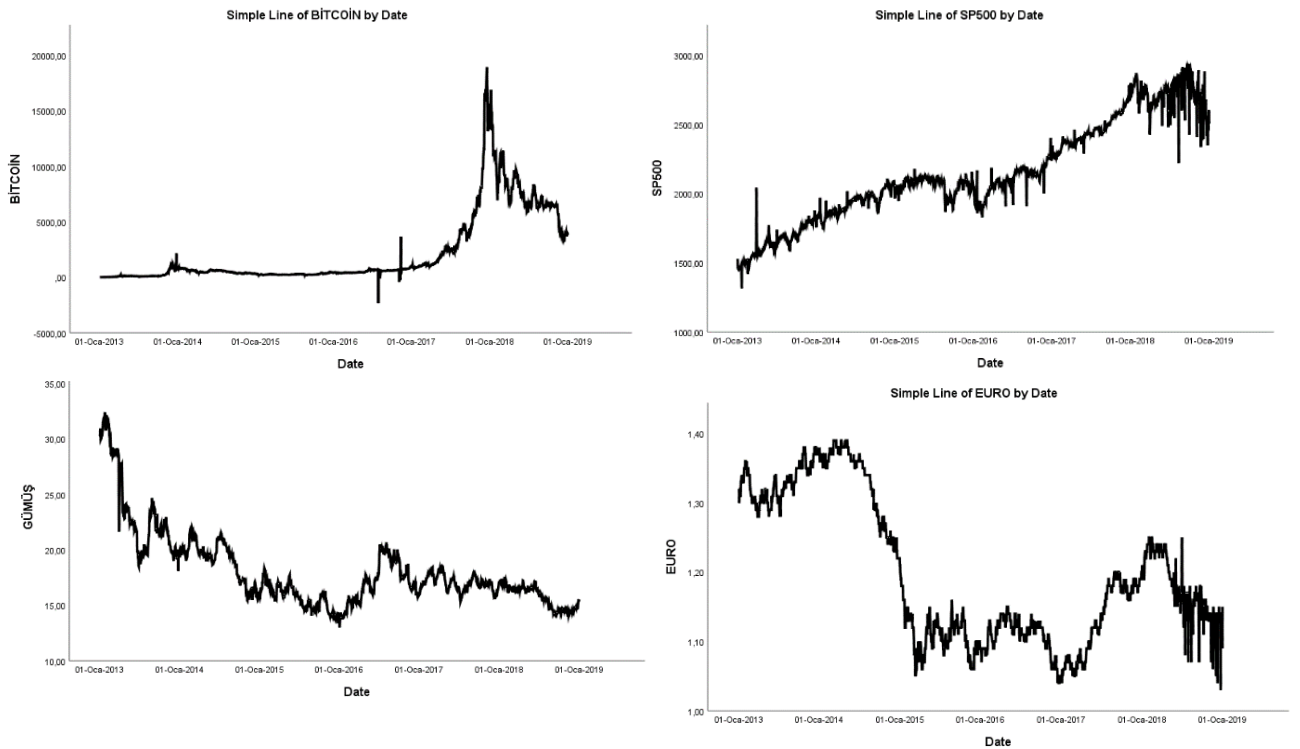 Simple Line of BİTCOİN by Date
20000,00
15000,00
10000,00
5000,00
,00
-5000,00
BİTCOİN
01-Oca-2013 01-Oca-2014 01-Oca-2015 01-Oca-2016 01-Oca-2017 01-Oca-2018 01-Oca-2019
Date
Simple Line of SP500 by Date
3000,00
2500,00
2000,00
1500,00
1000,00
SP500
01-Oca-2013 01-Oca-2014 01-Oca-2015 01-Oca-2016 01-Oca-2017 01-Oca-2018 01-Oca-2019
Date
35,00
30,00
25,00
20,00
15,00
10,00
GÜMÜŞ
01-Oca-2013 01-Oca-2014 01-Oca-2015 01-Oca-2016 01-Oca-2017 01-Oca-2018 01-Oca-2019
Date
Simple Line of EURO by Date
1,40
1,30
1,20
1,10
1,00
EURO
01-Oca-2013 01-Oca-2014 01-Oca-2015 01-Oca-2016 01-Oca-2017 01-Oca-2018 01-Oca-2019
Date